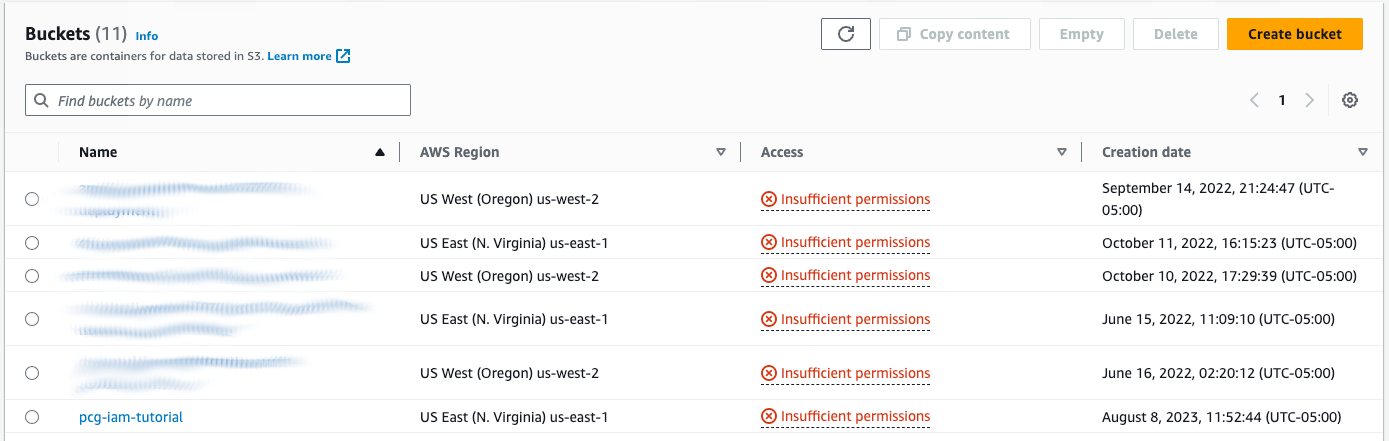 Buckets (11) Info
Buckets are containers for data stored in S3. Learn more
Copy content
Empty
Delete
Create bucket
Find buckets by name
1
Name AWS Region Access Creation date
US West (Oregon) us-west-2 Insufficient permissions September 14, 2022, 21:24:47 (UTC-
05:00)
US East (N. Virginia) us-east-1 Insufficient permissions October 11, 2022, 16:15:23 (UTC-05:00)
US West (Oregon) us-west-2 Insufficient permissions October 10, 2022, 17:29:39 (UTC-05:00)
US East (N. Virginia) us-east-1 Insufficient permissions June 15, 2022, 11:09:10 (UTC-05:00)
US West (Oregon) us-west-2 Insufficient permissions June 16, 2022, 02:20:12 (UTC-05:00)
pcg-iam-tutorial US East (N. Virginia) us-east-1 Insufficient permissions August 8, 2023, 11:52:44 (UTC-05:00)